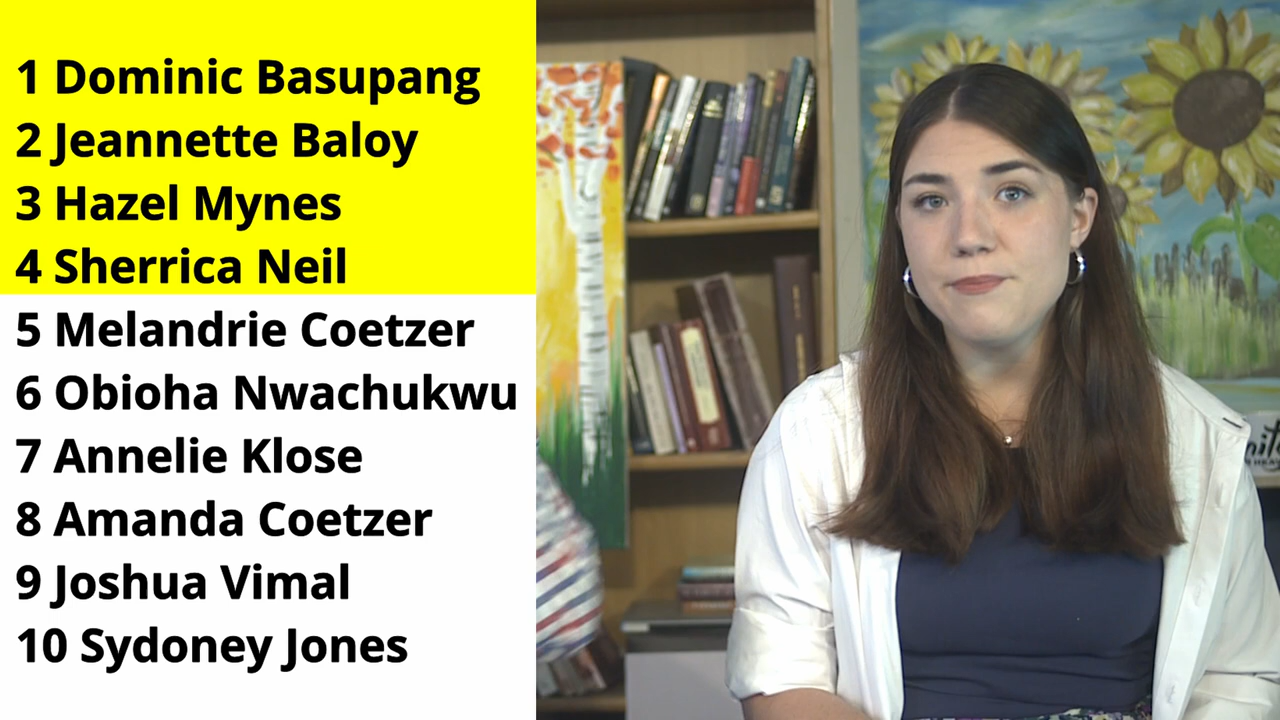 1 Dominic Basupang
2 Jeannette Baloy
3 Hazel Mynes
4 Sherrica Neil
5 Melandrie Coetzer
6 Obioha Nwachukwu
7 Annelie Klose
8 Amanda Coetzer
9 Joshua Vimal
10 Sydoney Jones